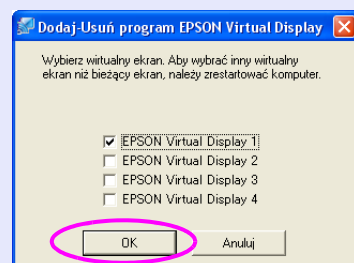 Dodaj-Usuń program EPSON Virtual Display
Wybierz wirtualny ekran. Aby wybrać inny wirtualny
ekran niż bieżący ekran, należy zrestartować komputer.
EPSON Virtual Display 1
EPSON Virtual Display 2
EPSON Virtual Display 3
EPSON Virtual Display 4
OK Anuluj